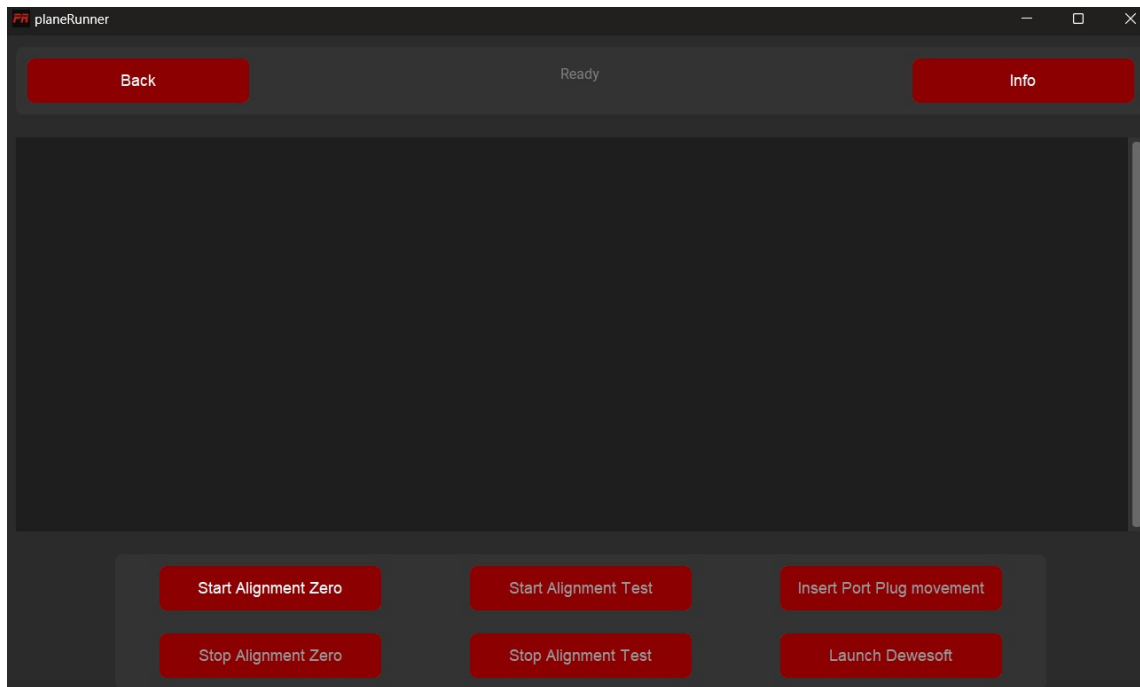 PR planeRunner
Back
Ready
Info
Start Alignment Zero
Start Alignment Test
Insert Port Plug movement
Stop Alignment Zero
Stop Alignment Test
Launch Dewesoft